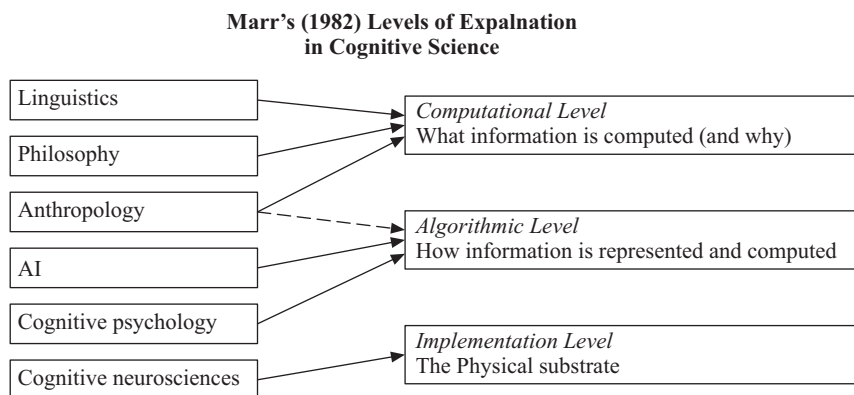 Marr's (1982) Levels of Expalnation
in Cognitive Science
Linguistics
Philosophy
Anthropology
AI
Cognitive psychology
Cognitive neurosciences
Computational Level
What information is computed (and why)
Algorithmic Level
How information is represented and computed
Implementation Level
The Physical substrate